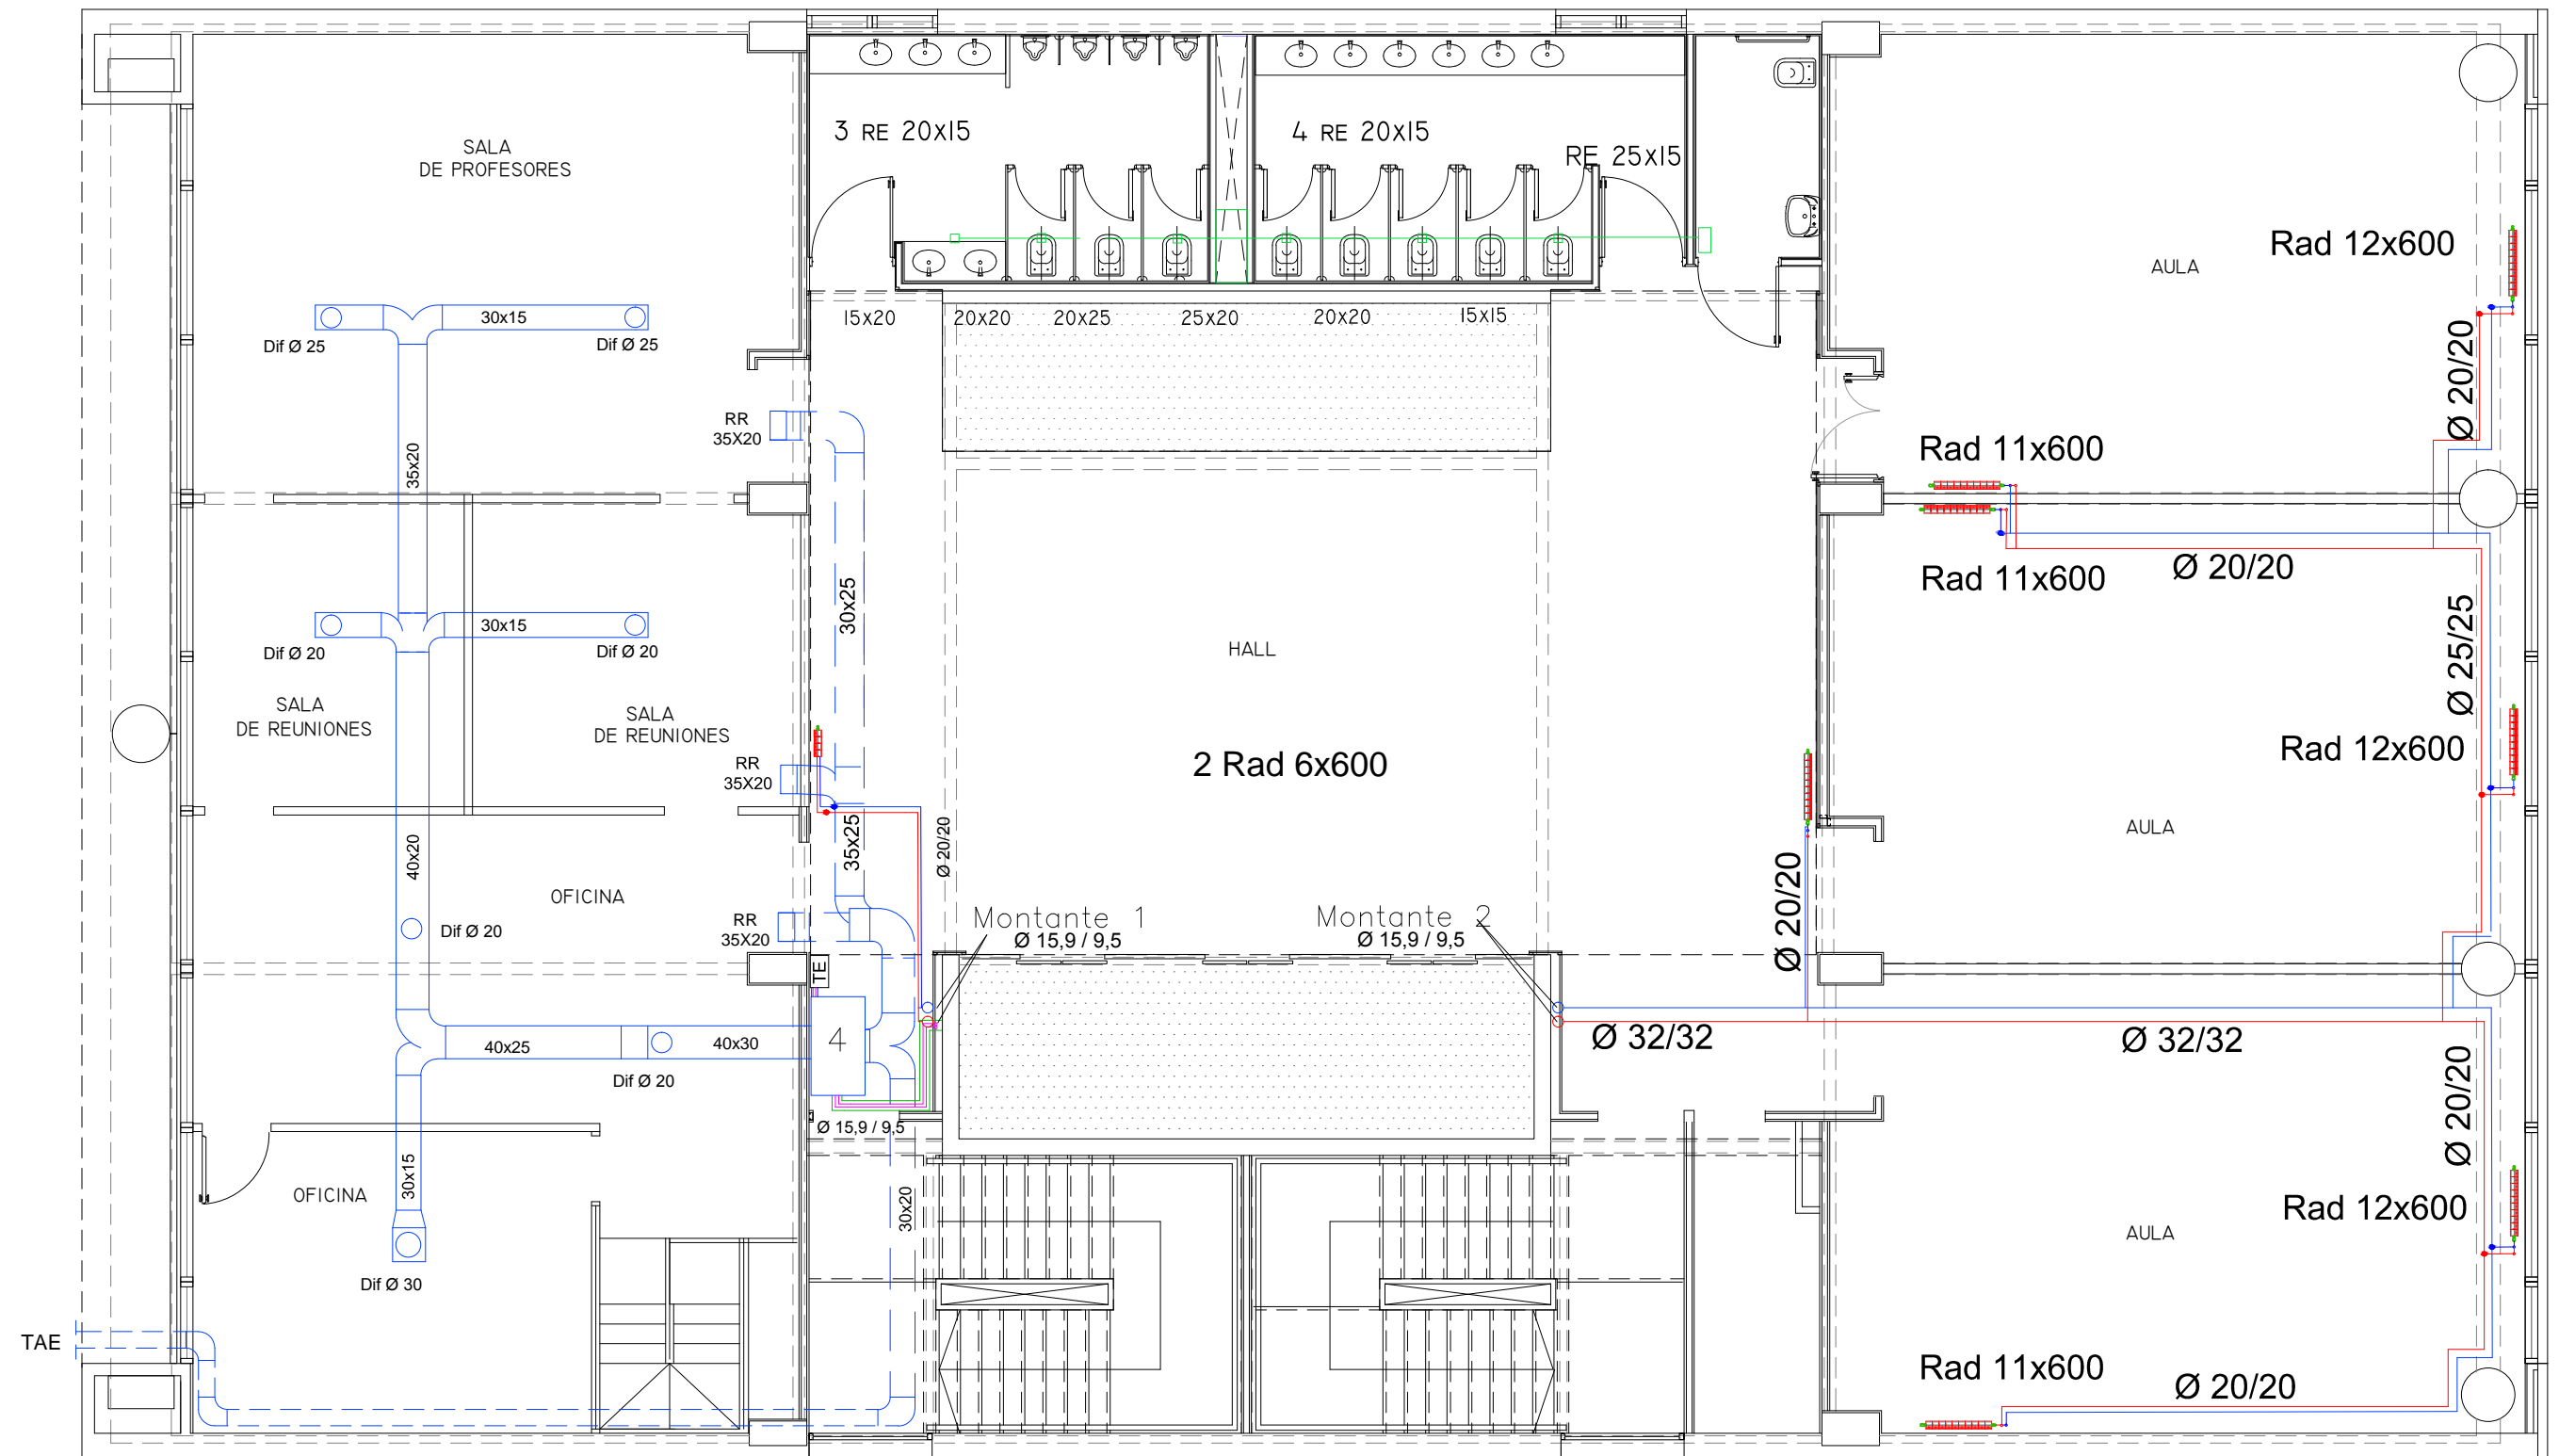 SALA
DE PROFESORES
3 RE 20x15
4 RE 20x15
RE 25x15
AULA
Rad 12x600
15x20
20x20
20x25
25x20
20x20
15x15
30x15
Dif Ø 25
Dif Ø 25
35x20
RR
35X20
Ø 20/20
Rad 11x600
Rad 11x600
Ø 20/20
30x25
30x15
Dif Ø 20
Dif Ø 20
SALA
DE REUNIONES
SALA
DE REUNIONES
HALL
2 Rad 6x600
Ø 25/25
Rad 12x600
RR
35X20
40x20
35x25
Ø 20/20
AULA
OFICINA
Dif Ø 20
RR
35X20
Montante 1
Ø 15,9 / 9,5
Montante 2
Ø 15,9 / 9,5
Ø 20/20
TE
4
40x25
40x30
Dif Ø 20
Ø 32/32
Ø 32/32
Ø 20/20
Ø 15,9 / 9,5
30x15
OFICINA
30x20
AULA
Rad 12x600
Dif Ø 30
TAE
Rad 11x600
Ø 20/20